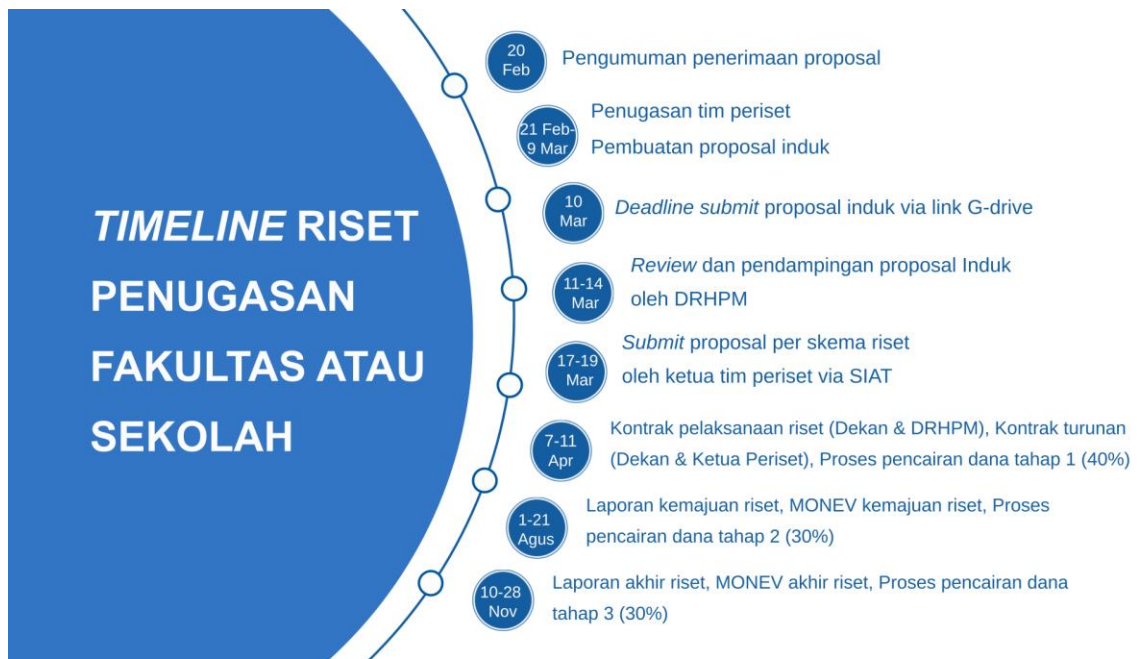 TIMELINE RISET
PENUGASAN
FAKULTAS ATAU
SEKOLAH
20
Feb
Pengumuman penerimaan proposal
21 Feb-
9 Mar
Penugasan tim periset
Pembuatan proposal induk
10
Mar
Deadline submit proposal induk via link G-drive
11-14
Mar
Review dan pendampingan proposal Induk
oleh DRHPM
17-19
Mar
Submit proposal per skema riset
oleh ketua tim periset via SIAT
7-11
Apr
Kontrak pelaksanaan riset (Dekan & DRHPM), Kontrak turunan
(Dekan & Ketua Periset), Proses pencairan dana tahap 1 (40%)
1-21
Agus
Laporan kemajuan riset, MONEV kemajuan riset, Proses
pencairan dana tahap 2 (30%)
10-28
Nov
Laporan akhir riset, MONEV akhir riset, Proses pencairan dana
tahap 3 (30%)